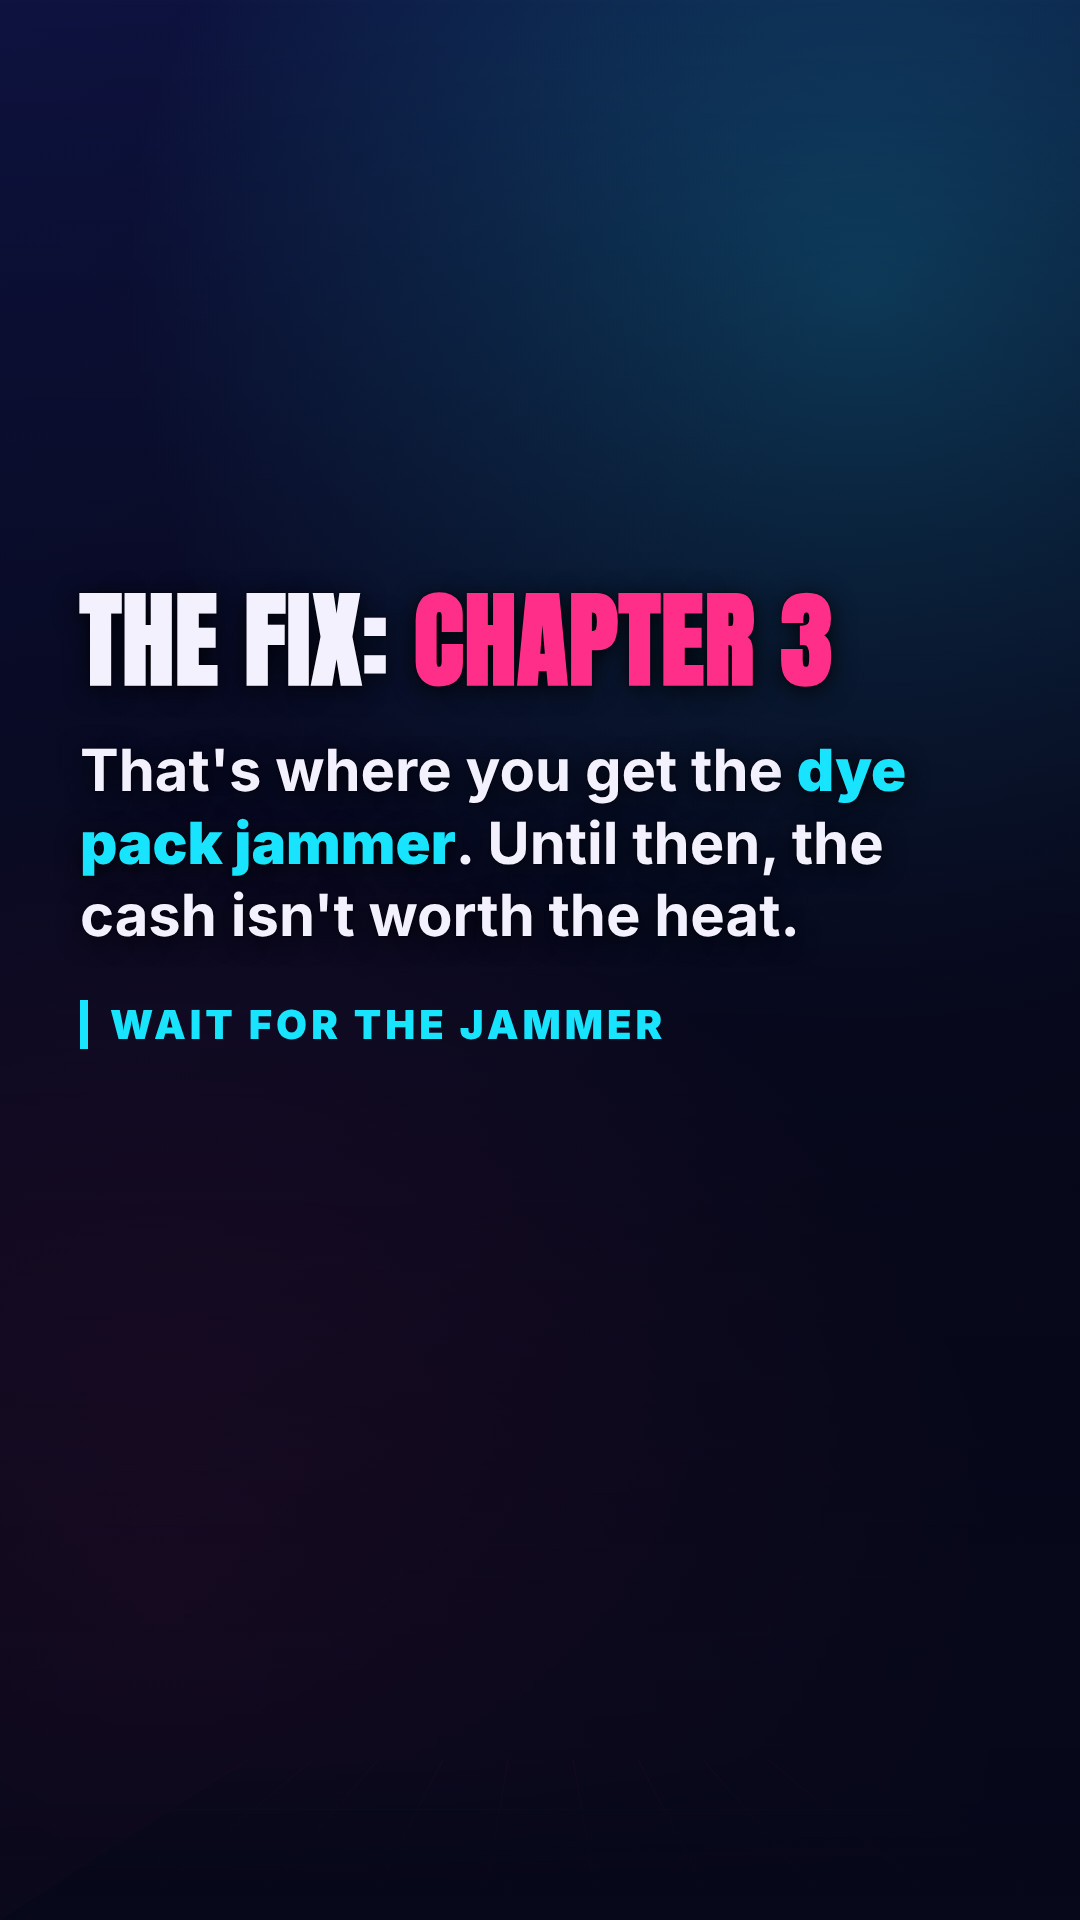 THE FIX: CHAPTER 3
That's where you get the dye
pack jammer. Until then, the
cash isn't worth the heat.
WAIT FOR THE JAMMER